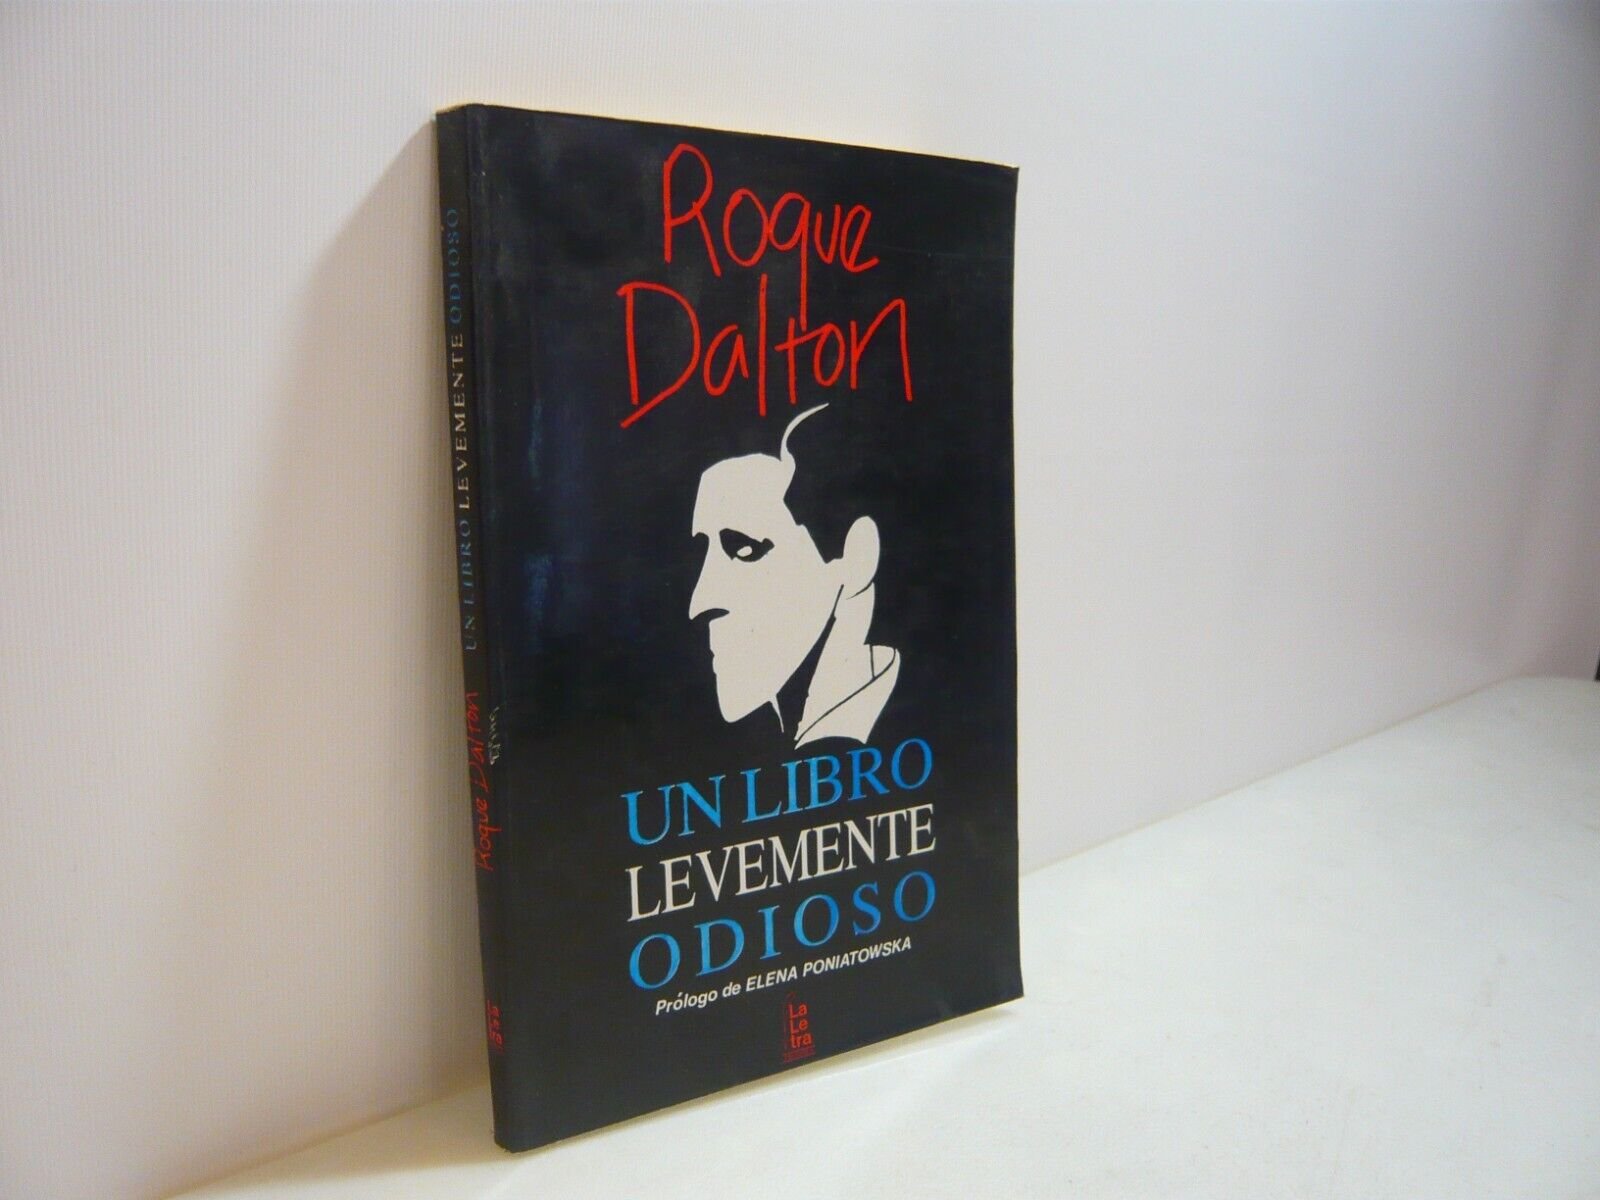 Roque
Dalton
UN LIBRO
LEVEMENTE
ODIOSO
Prólogo de ELENA PONIATOWSKA
La
Le
tra
Roque Dalton UN LIBRO LEVEMENTE ODIOSO